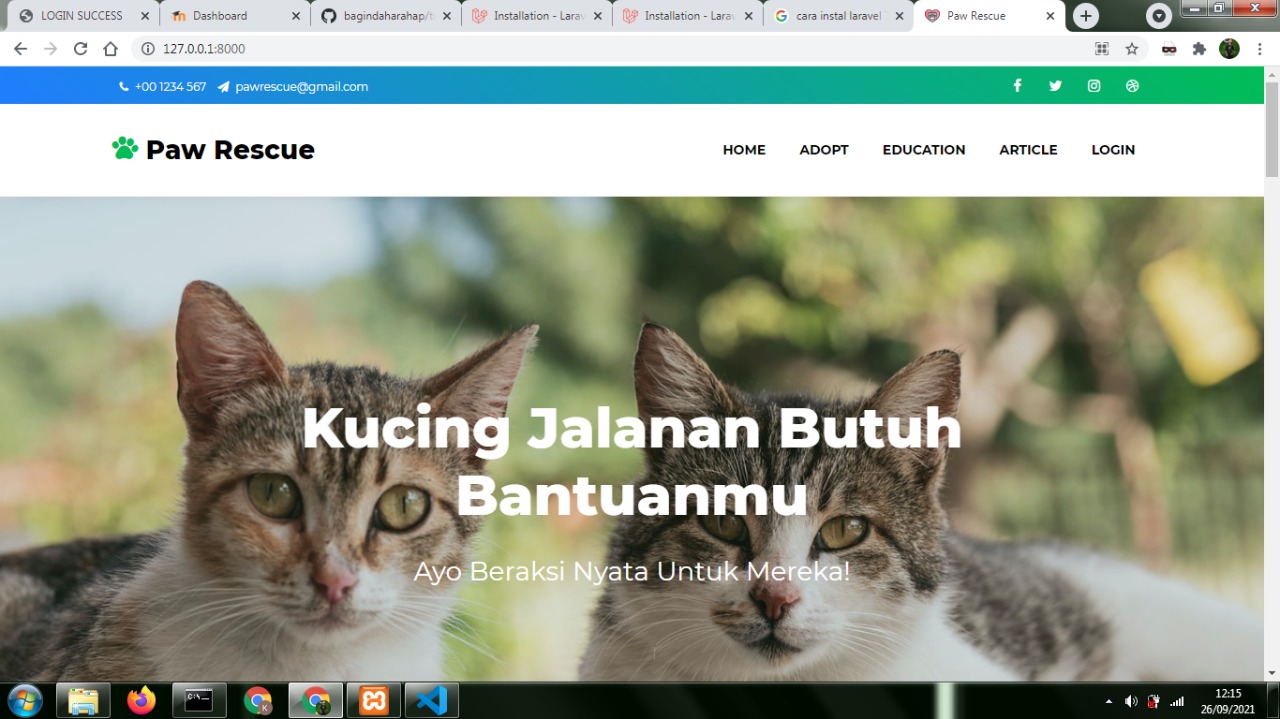 LOGIN SUCCESS
Dashboard
bagindaharahap/t
Installation - Larav
Installation - Larav
cara instal laravel
Paw Rescue
127.0.0.1:8000
+00 1234 567 pawrescue@gmail.com
Paw Rescue
HOME ADOPT EDUCATION ARTICLE LOGIN
Kucing Jalanan Butuh
Bantuanmu
Ayo Beraksi Nyata Untuk Mereka!
12:15
26/09/2021